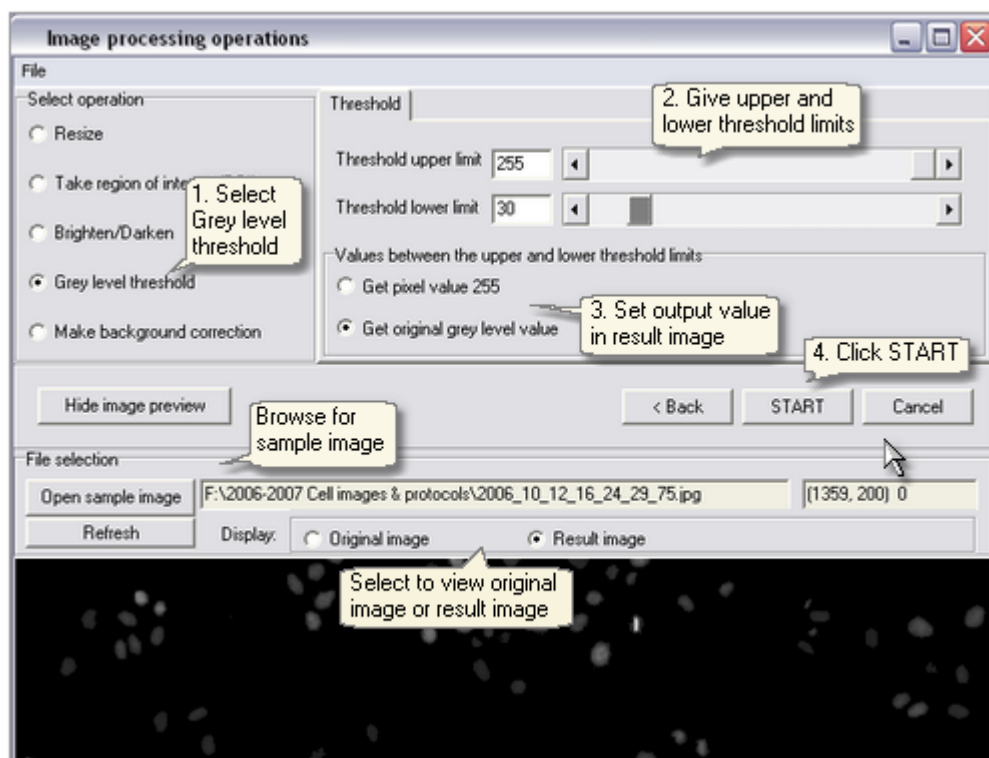 Image processing operations
File
Select operation
Resize
Take region of
1. Select
Grey level
threshold
Brighten/Darken
Grey level threshold
Make background correction
Threshold
2. Give upper and
lower threshold limits
Threshold upper limit 255
Threshold lower limit 30
Values between the upper and lower threshold limits
Get pixel value 255
Get original grey level value
3. Set output value
in result image
4. Click START
Hide image preview
< Back
START
Cancel
Browse for
sample image
File selection
Open sample image
F:\2006-2007 Cell images & protocols\2006_10_12_16_24_29_75.jpg
(1359, 200) 0
Refresh
Display:
Original image
Result image
Select to view original
image or result image